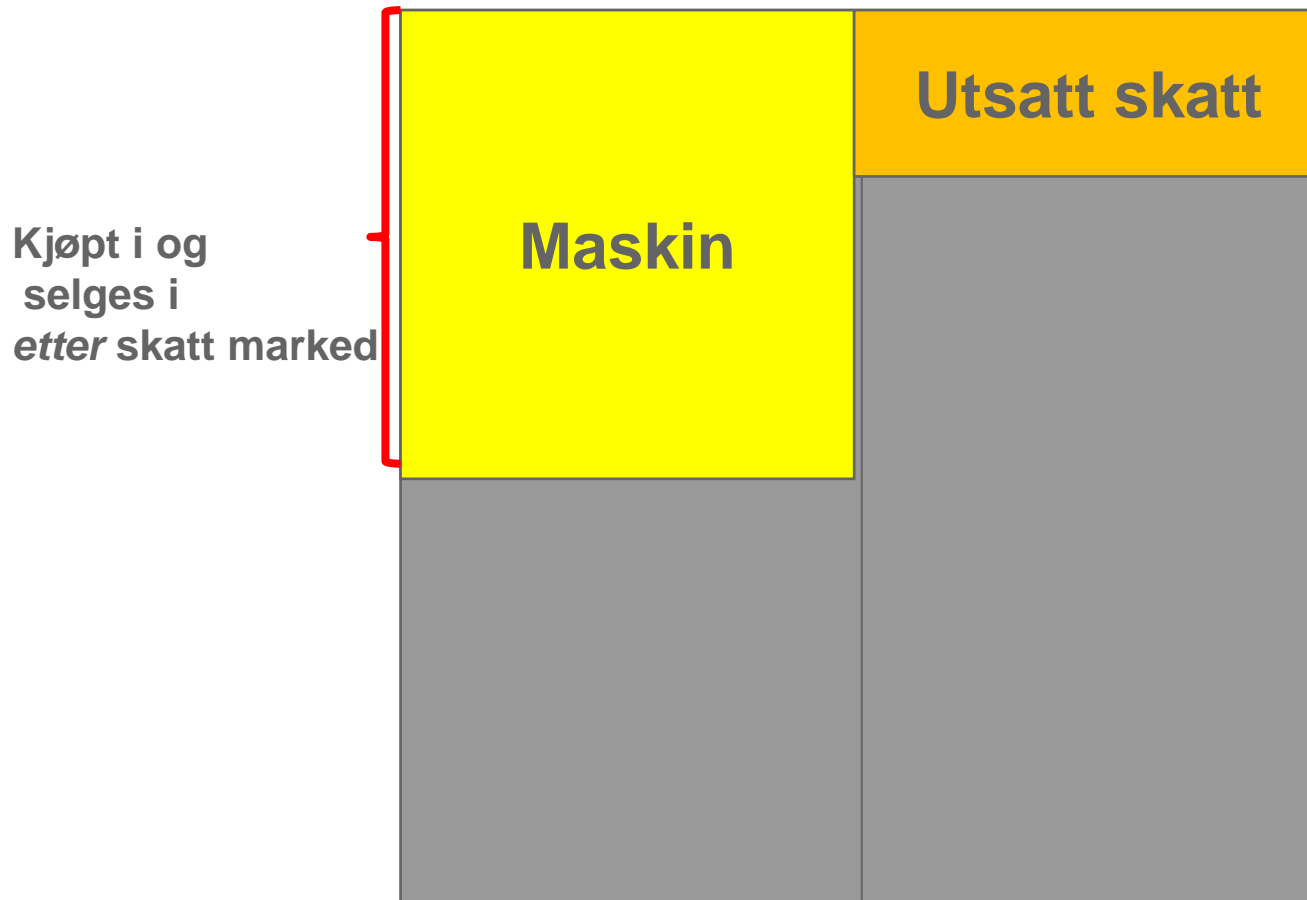 Utsatt skatt
Maskin
Kjøpt i og
selges i
etter skatt marked